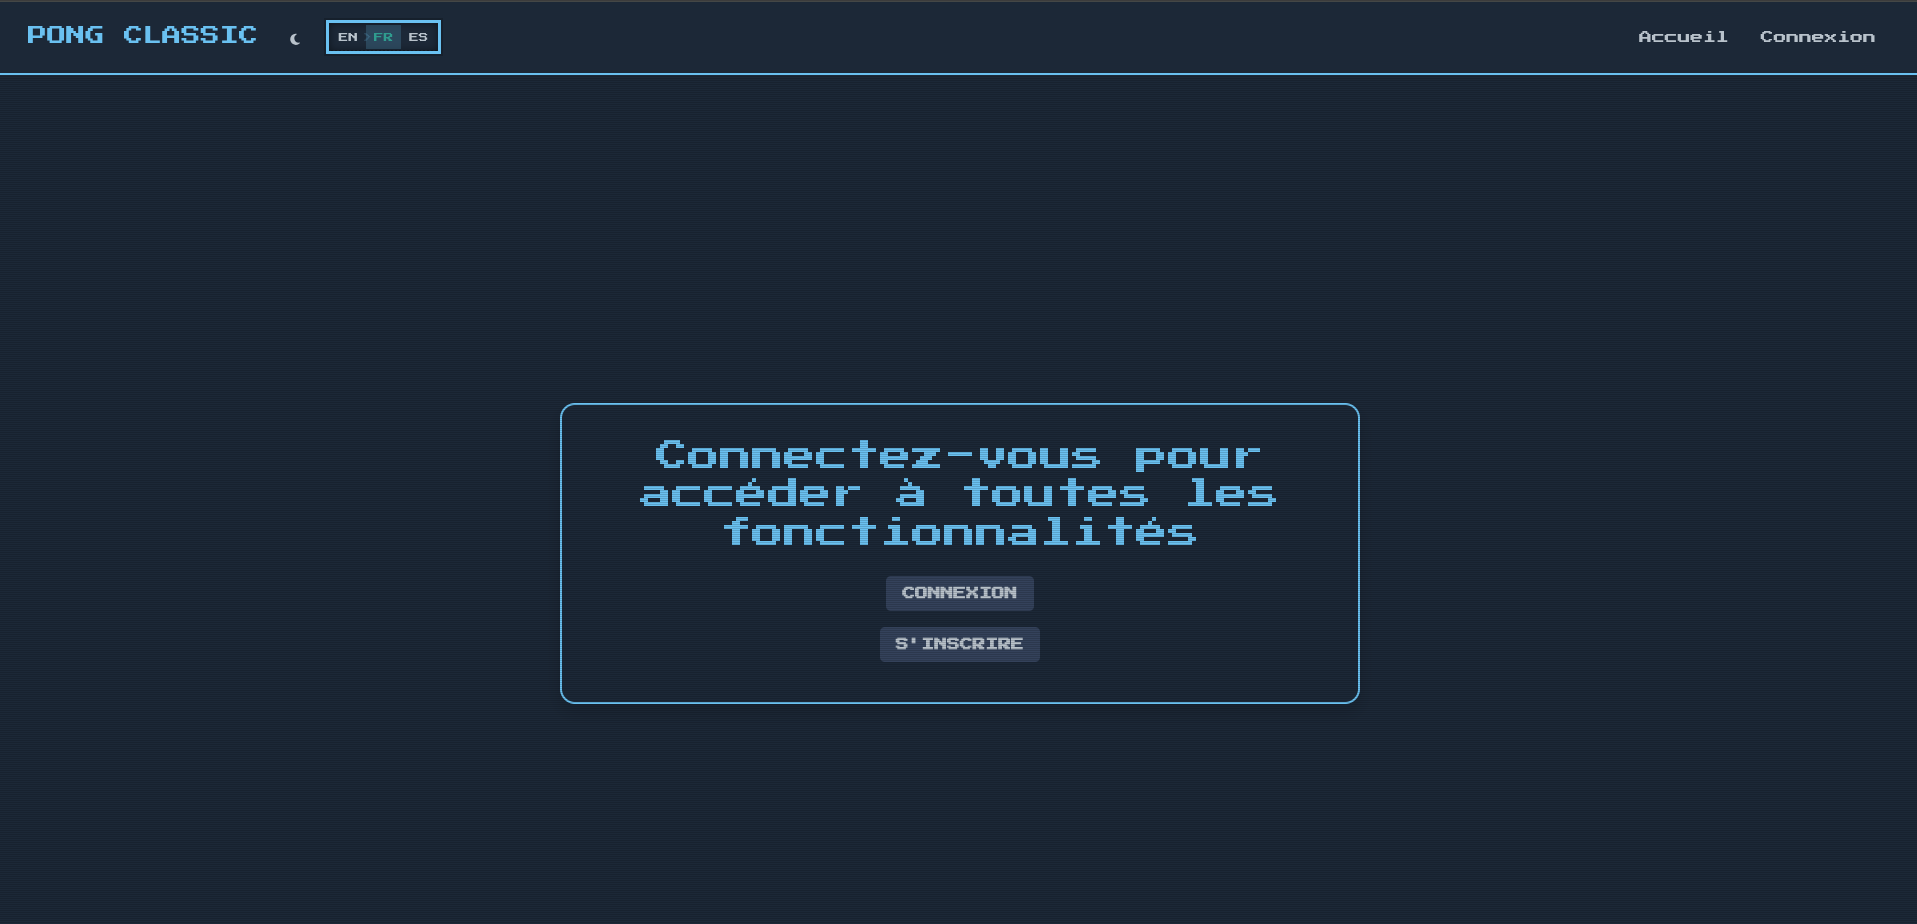 PONG CLASSIC
EN FR ES
Accueil
Connexion
Connectez-vous pour
accéder à toutes les
fonctionnalités
CONNEXION
S'INSCRIRE